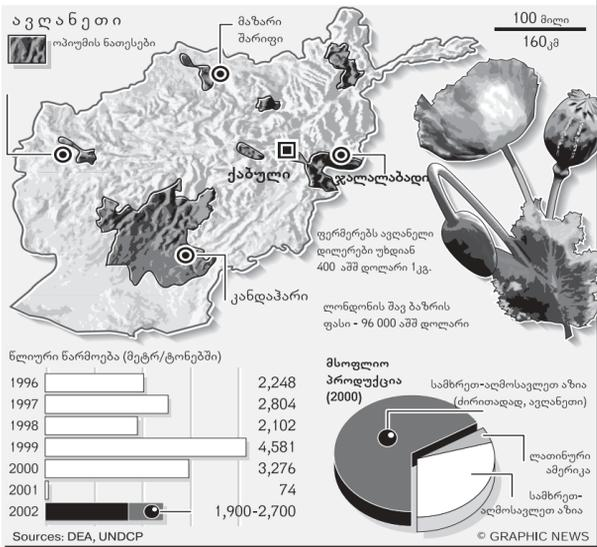 ავღანეთი
ოპიუმის ნათესები
მაზარი
შარიფი
100 მილი
160კმ
ქაბული
ჯალალაბადი
ფერმერებს ავღანელი
დილერები უხდიან
400 აშშ დოლარი 1კგ.
კანდაჰარი
ლონდონის შავ ბაზრის
ფასი - 96 000 აშშ დოლარი
წლიური წარმოება (მეტრ/ტონებში)
1996 2,248
1997 2,804
1998 2,102
1999 4,581
2000 3,276
2001 74
2002 1,900-2,700
მსოფლიო
პროდუქცია
(2000)
სამხრეთ-აღმოსავლეთ აზია
(ძირითადად, ავღანეთი)
ლათინური
ამერიკა
სამხრეთ-
აღმოსავლეთ აზია
Sources: DEA, UNDCP
© GRAPHIC NEWS